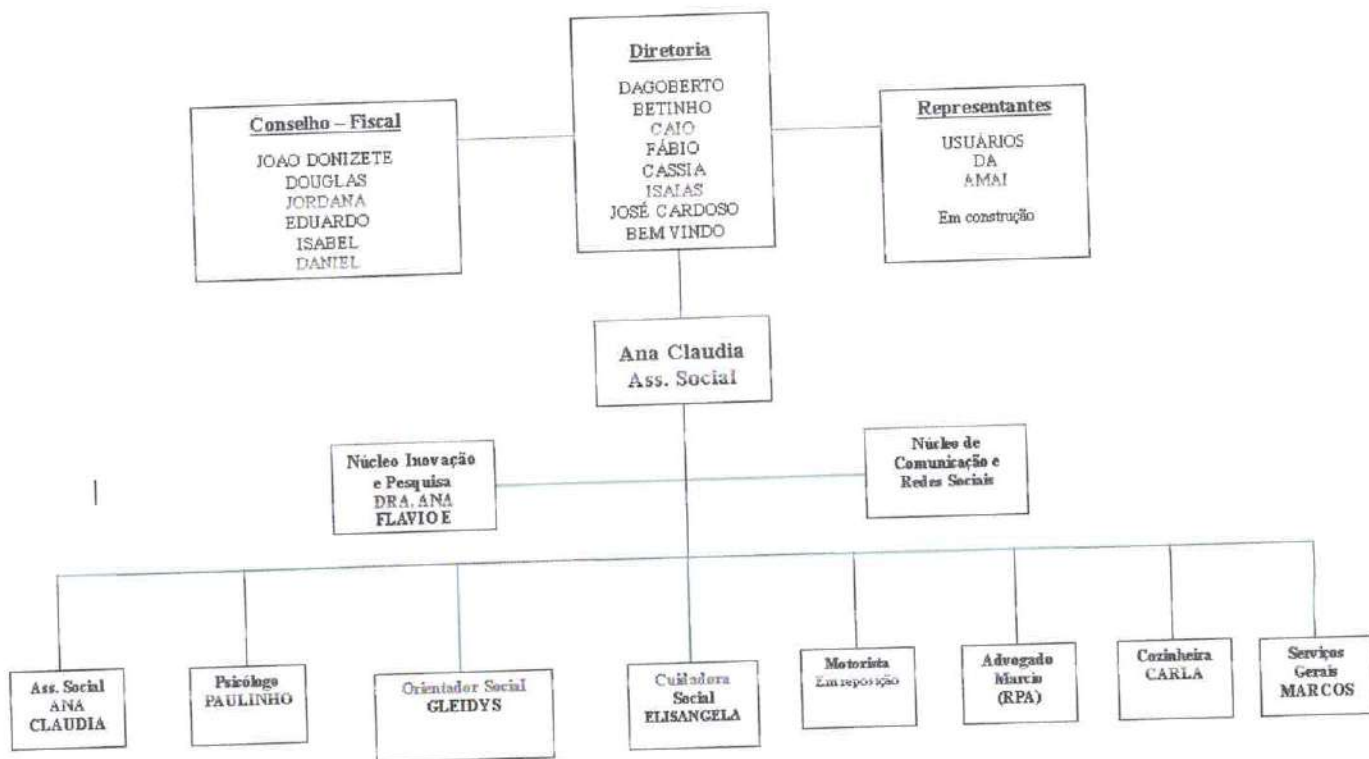 Diretoria
DAGOBERTO
BETINHO
CAIO
FÁBIO
CASSIA
ISAIAS
JOSÉ CARDOSO
BEM VINDO
Conselho – Fiscal
JOAO DONIZETE
DOUGLAS
JORDANA
EDUARDO
ISABEL
DANIEL
Representantes
USUÁRIOS
DA
AMAI
Em construção
Ana Claudia
Ass. Social
Núcleo Inovação
e Pesquisa
DRA. ANA
FLAVIO E
Núcleo de
Comunicação e
Redes Sociais
Ass. Social
ANA
CLAUDIA
Psicólogo
PAULINHO
Orientador Social
GLEIDYS
Cuidadora
Social
ELISANGELA
Motorista
Em reposição
Advogado
Marcio
(RPA)
Cozinheira
CARLA
Serviços
Gerais
MARCOS